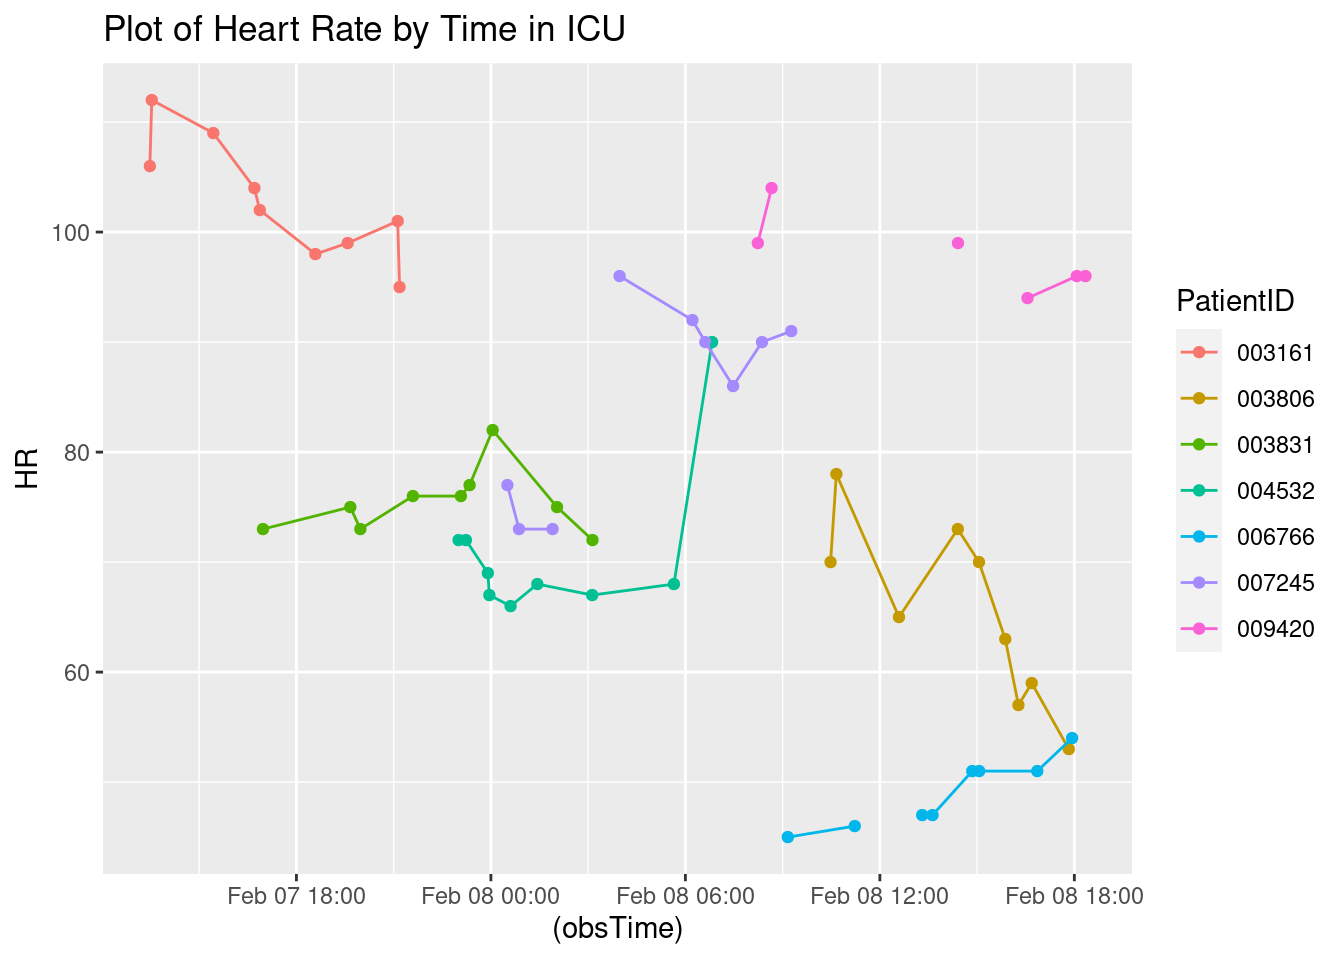 Plot of Heart Rate by Time in ICU
HR
100
80
60
Feb 07 18:00
Feb 08 00:00
Feb 08 06:00
Feb 08 12:00
Feb 08 18:00
(obsTime)
PatientID
003161
003806
003831
004532
006766
007245
009420